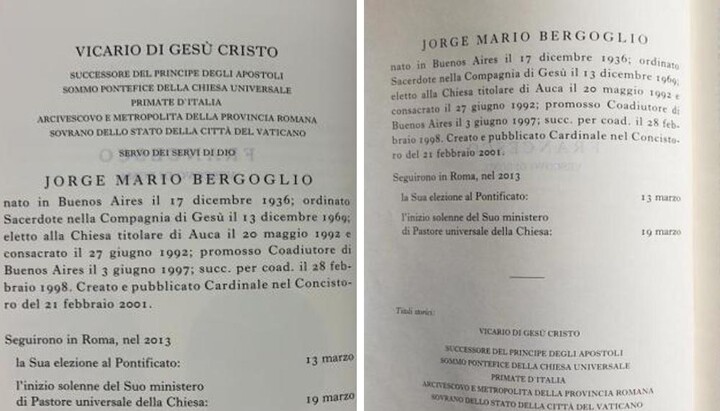 VICARIO DI GESÙ CRISTO
SUCCESSORE DEL PRINCIPE DEGLI APOSTOLI
SOMMO PONTEFICE DELLA CHIESA UNIVERSALE
PRIMATE D'ITALIA
ARCIVESCOVO E METROPOLITA DELLA PROVINCIA ROMANA
SOVRANO DELLO STATO DELLA CITTÀ DEL VATICANO
SERVO DEI SERVI DI DIO
JORGE MARIO BERGOGLIO
nato in Buenos Aires il 17 dicembre 1936; ordinato
Sacerdote nella Compagnia di Gesù il 13 dicembre 1969;
eletto alla Chiesa titolare di Auca il 20 maggio 1992 e
consacrato il 27 giugno 1992; promosso Coadiutore di
Buenos Aires il 3 giugno 1997; succ. per coad. il 28 feb-
braio 1998. Creato e pubblicato Cardinale nel Concisto-
ro del 21 febbraio 2001.
Seguirono in Roma, nel 2013
la Sua elezione al Pontificato: 13 marzo
l'inizio solenne del Suo ministero
di Pastore universale della Chiesa: 19 marzo
JORGE MARIO BERGOGLIO
nato in Buenos Aires il 17 dicembre 1936; ordinato
Sacerdote nella Compagnia di Gesù il 13 dicembre 1969;
eletto alla Chiesa titolare di Auca il 20 maggio 1992 e
consacrato il 27 giugno 1992; promosso Coadiutore di
Buenos Aires il 3 giugno 1997; succ. per coad. il 28 feb-
braio 1998. Creato e pubblicato Cardinale nel Concisto-
ro del 21 febbraio 2001.
Seguirono in Roma, nel 2013
la Sua elezione al Pontificato: 13 marzo
l'inizio solenne del Suo ministero
di Pastore universale della Chiesa: 19 marzo
Titoli storici:
VICARIO DI GESÙ CRISTO
SUCCESSORE DEL PRINCIPE DEGLI APOSTOLI
SOMMO PONTEFICE DELLA CHIESA UNIVERSALE
PRIMATE D'ITALIA
ARCIVESCOVO E METROPOLITA DELLA PROVINCIA ROMANA
SOVRANO DELLO STATO DELLA CITTÀ DEL VATICANO